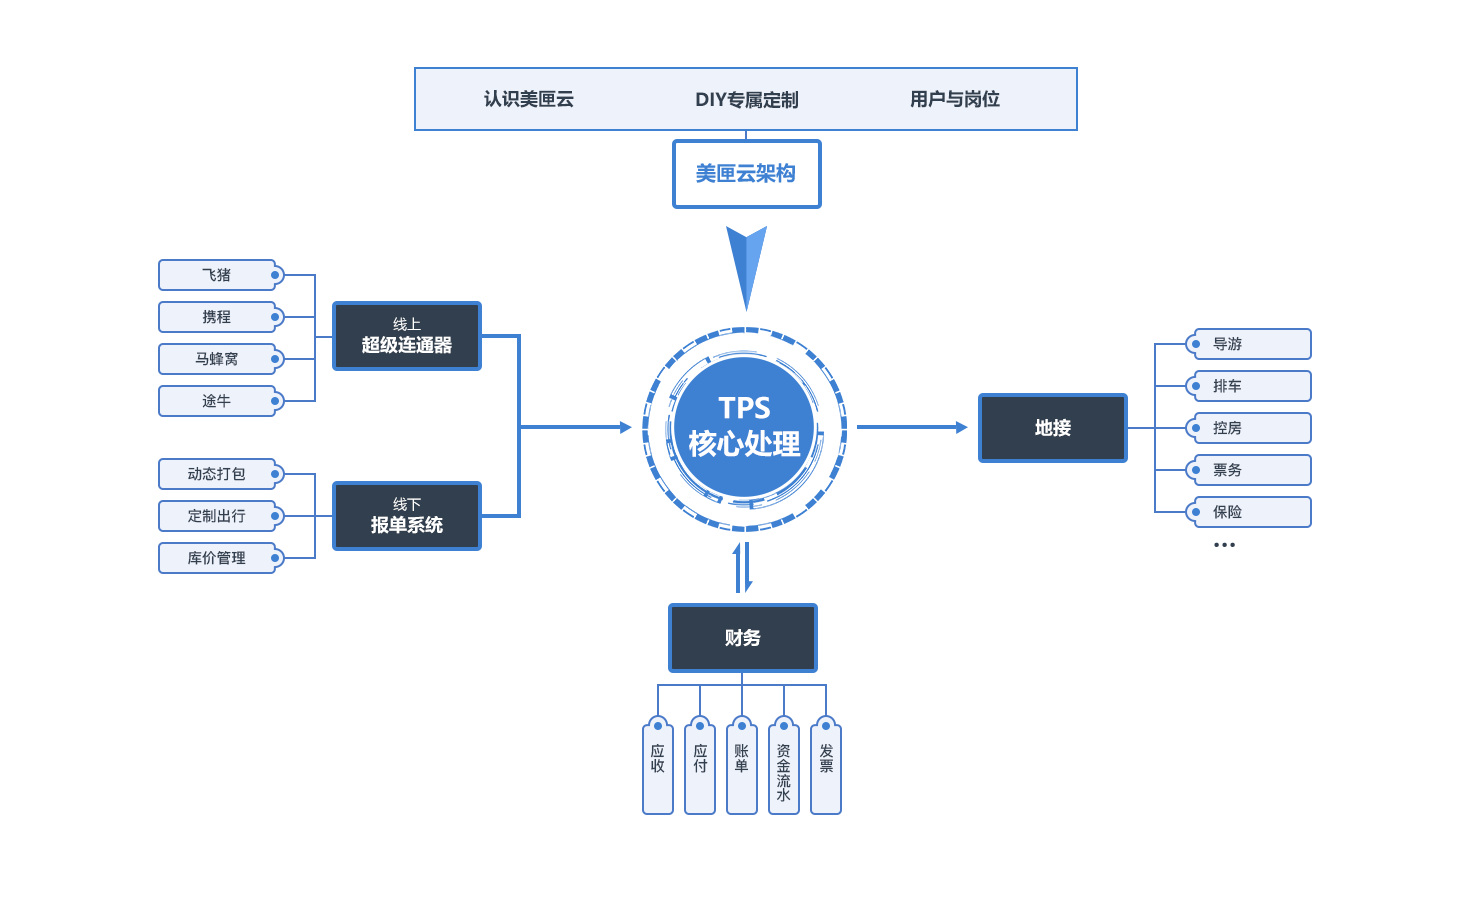 认识美匣云
DIY专属定制
用户与岗位
美匣云架构
飞猪
携程
马蜂窝
途牛
线上
超级连通器
动态打包
定制出行
库价管理
线下
报单系统
TPS
核心处理
地接
导游
排车
控房
票务
保险
•••
财务
应收
应付
账单
资金流水
发票